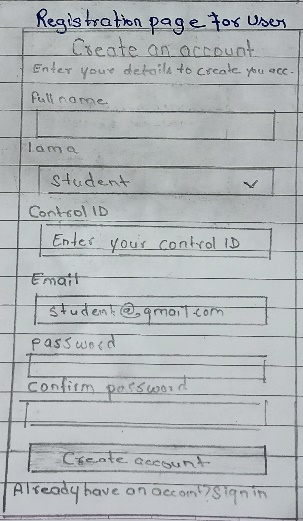 Registration page for User
Create an account
Enter your details to create you acc.
Full name
I am a
Student
Control ID
Enter your control ID
Email
student@gmail.com
password
confirm password
Create account
Already have an account? Sign in